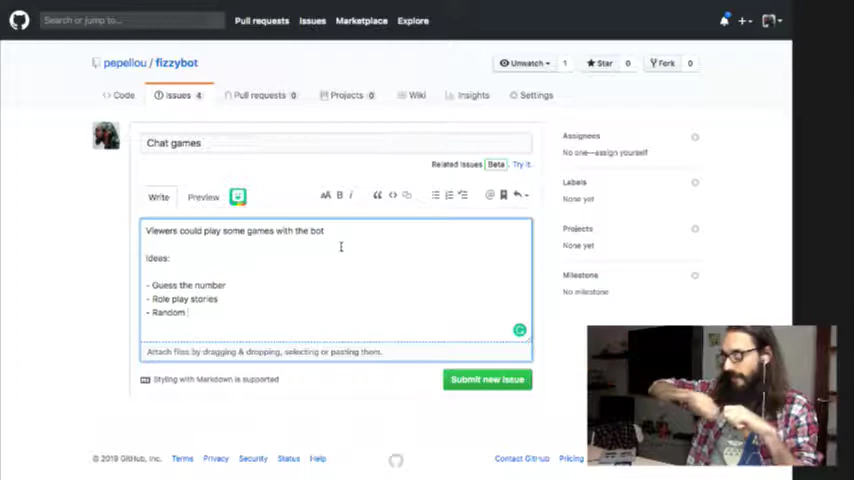 Search or jump to...
Pull requests Issues Marketplace Explore
pepellou / fizzybot
Unwatch 1 Star 0 Fork 0
Code Issues 4 Pull requests 0 Projects 0 Wiki Insights Settings
Chat games
Related Issues Beta Try it.
Write Preview
Viewers could play some games with the bot
Ideas:
- Guess the number
- Role play stories
- Random
Attach files by dragging & dropping, selecting or pasting them.
Styling with Markdown is supported
Submit new issue
Assignees
No one—assign yourself
Labels
None yet
Projects
None yet
Milestone
No milestone
© 2019 GitHub, Inc. Terms Privacy Security Status Help
Contact GitHub Pricing